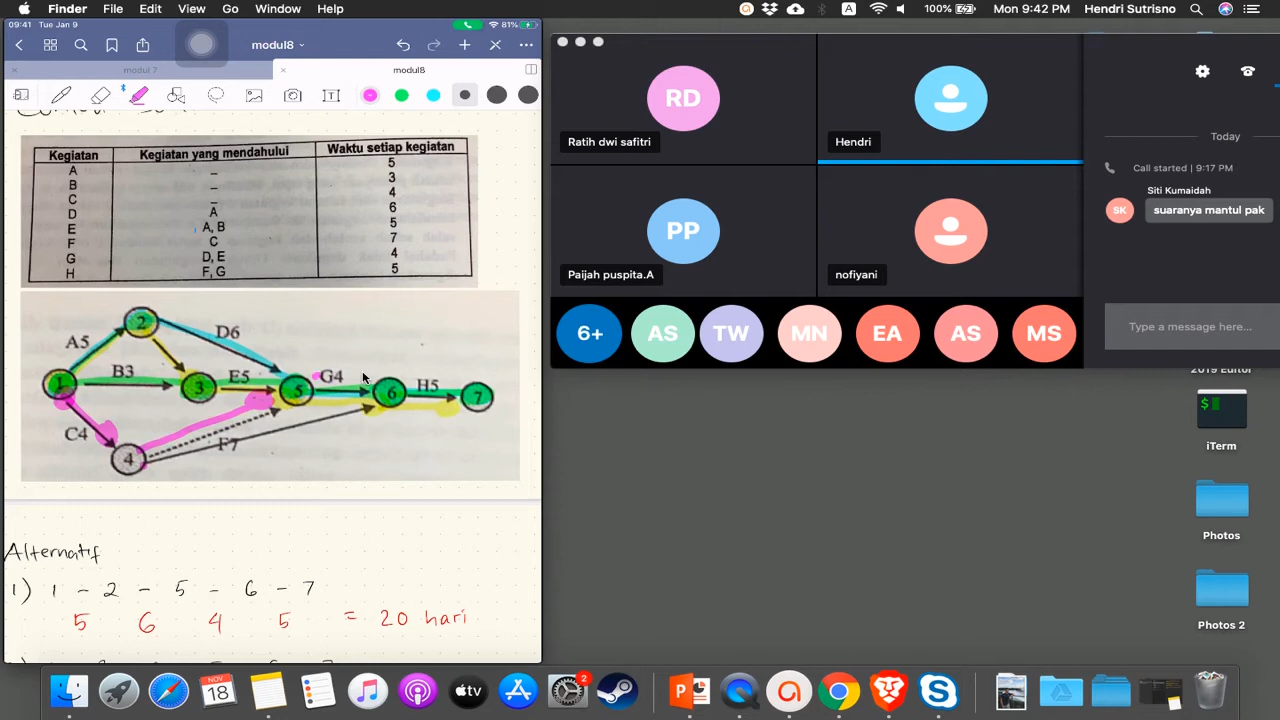 Finder File Edit View Go Window Help
A 100% Mon 9:42 PM Hendri Sutrisno
09:41 Tue Jan 9 81%
modul8
modul 7
modul8
T
Kegiatan Kegiatan yang mendahului Waktu setiap kegiatan
A – 5
B – 3
C – 4
D A 6
E A, B 5
F C 7
G D, E 4
H F, G 5
A5 2 D6
1 B3 3 E5 5 G4 6 H5 7
C4 4 F7
Alternatif
1) 1 - 2 - 5 - 6 - 7
5 6 4 5 = 20 hari
RD
Ratih dwi safitri
Hendri
PP
Paijah puspita.A
nofiyani
6+ AS TW MN EA AS MS
Today
Call started | 9:17 PM
Siti Kumaidah
SK suaranya mantul pak
Type a message here...
2019 Editor
$
iTerm
Photos
Photos 2
NOV
18
tv
2
P
S